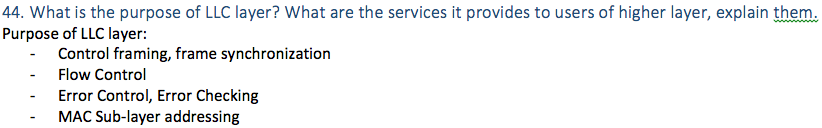 44. What is the purpose of LLC layer? What are the services it provides to users of higher layer, explain them.
Purpose of LLC layer:
- Control framing, frame synchronization
- Flow Control
- Error Control, Error Checking
- MAC Sub-layer addressing